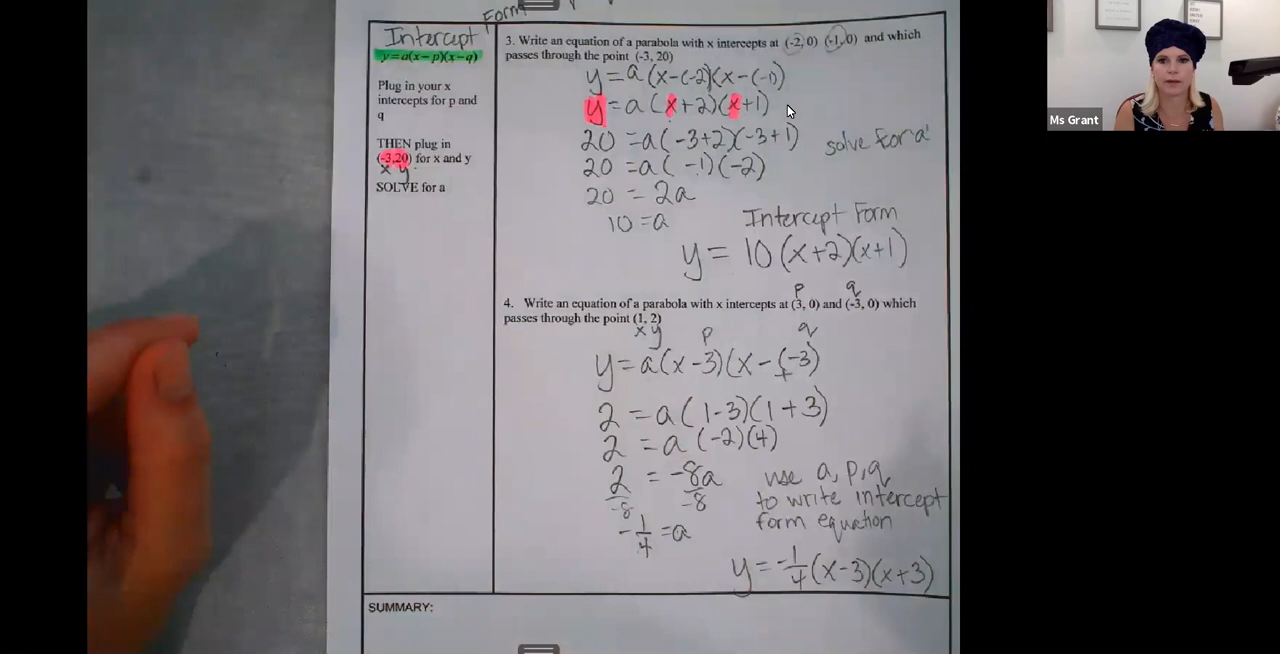 Form
Intercept
y=a(x−p)(x−q)
Plug in your x
intercepts for p and
q
THEN plug in
(-3,20) for x and y
x y
SOLVE for a
3. Write an equation of a parabola with x intercepts at (-2, 0) (-1, 0) and which
passes through the point (-3, 20)
y=a(x-(-2)(x-(-1)
y=a(x+2)(x+1)
20=a(-3+2)(-3+1) solve for a
20=a(-1)(-2)
20=2a
10=a
Intercept Form
y=10(x+2)(x+1)
p q
4. Write an equation of a parabola with x intercepts at (3, 0) and (-3, 0) which
passes through the point (1, 2)
x y p q
y=a(x-3)(x-(-3)
+
2=a(1-3)(1+3)
2=a(-2)(4)
2=-8a
-8 -8
-1/4=a
use a, p, q
to write intercept
form equation
y=-1/4(x-3)(x+3)
SUMMARY:
Ms Grant